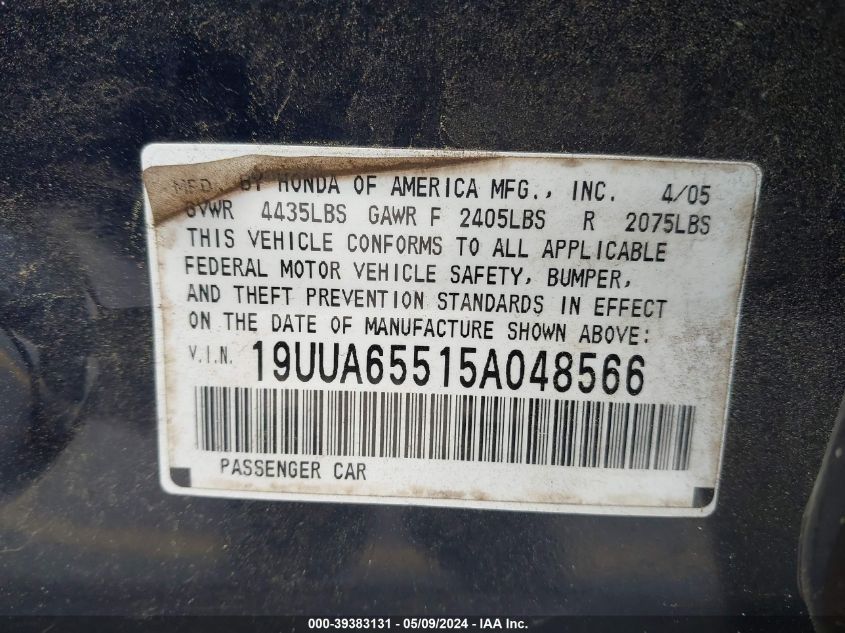 MFD. BY HONDA OF AMERICA MFG., INC. 4/05
GVWR 4435LBS GAWR F 2405LBS R 2075LBS
THIS VEHICLE CONFORMS TO ALL APPLICABLE
FEDERAL MOTOR VEHICLE SAFETY, BUMPER,
AND THEFT PREVENTION STANDARDS IN EFFECT
ON THE DATE OF MANUFACTURE SHOWN ABOVE:
V.I.N. 19UUA65515A048566
PASSENGER CAR
000-39383131 - 05/09/2024 - IAA Inc.